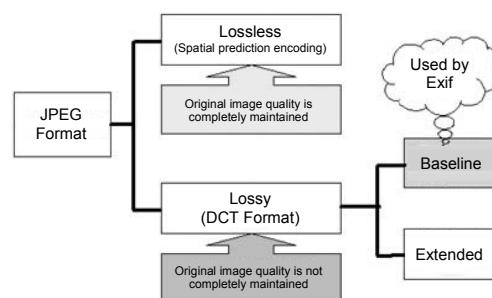 Lossless
(Spatial prediction encoding)
Used by
Exif
Original image quality is
completely maintained
JPEG
Format
Baseline
Lossy
(DCT Format)
Extended
Original image quality is not
completely maintained